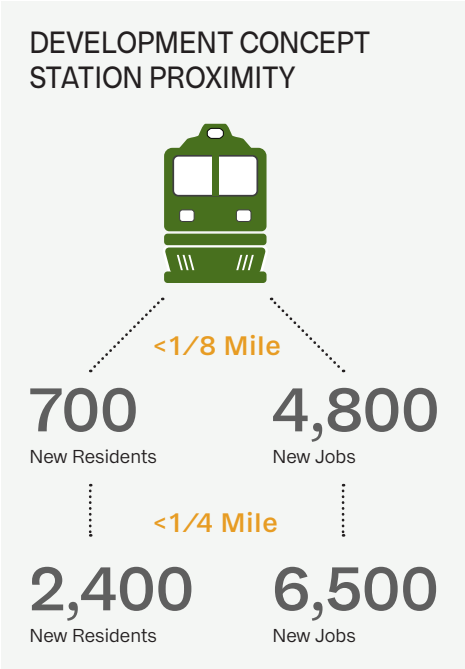 DEVELOPMENT CONCEPT
STATION PROXIMITY
<1/8 Mile
700
New Residents
4,800
New Jobs
<1/4 Mile
2,400
New Residents
6,500
New Jobs